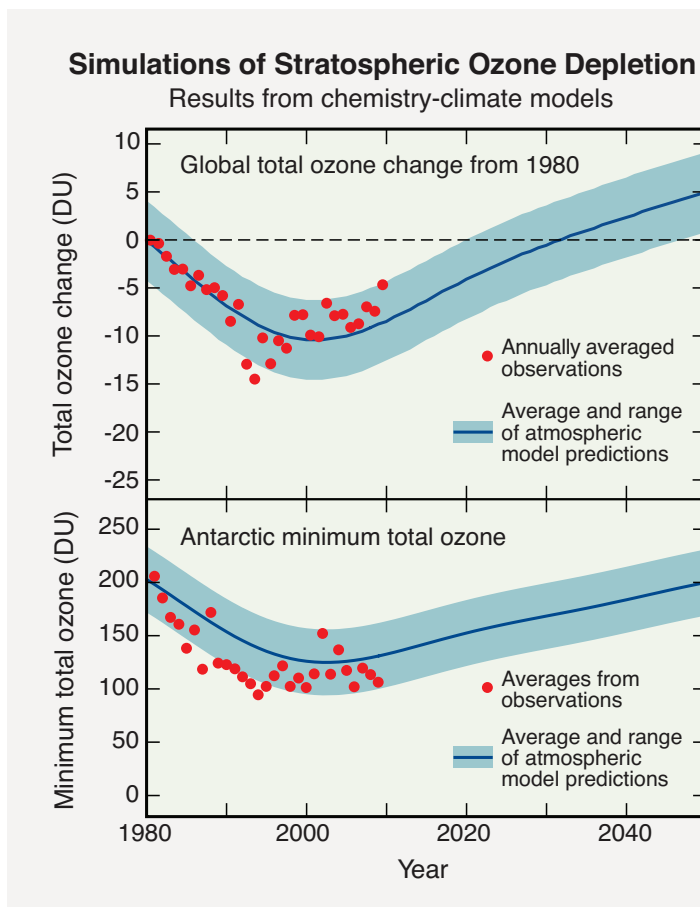 Simulations of Stratospheric Ozone Depletion
Results from chemistry-climate models
Total ozone change (DU)
10
5
0
-5
-10
-15
-20
-25
Global total ozone change from 1980
Annually averaged
observations
Average and range
of atmospheric
model predictions
Minimum total ozone (DU)
250
200
150
100
50
0
Antarctic minimum total ozone
Averages from
observations
Average and range
of atmospheric
model predictions
1980
2000
2020
2040
Year